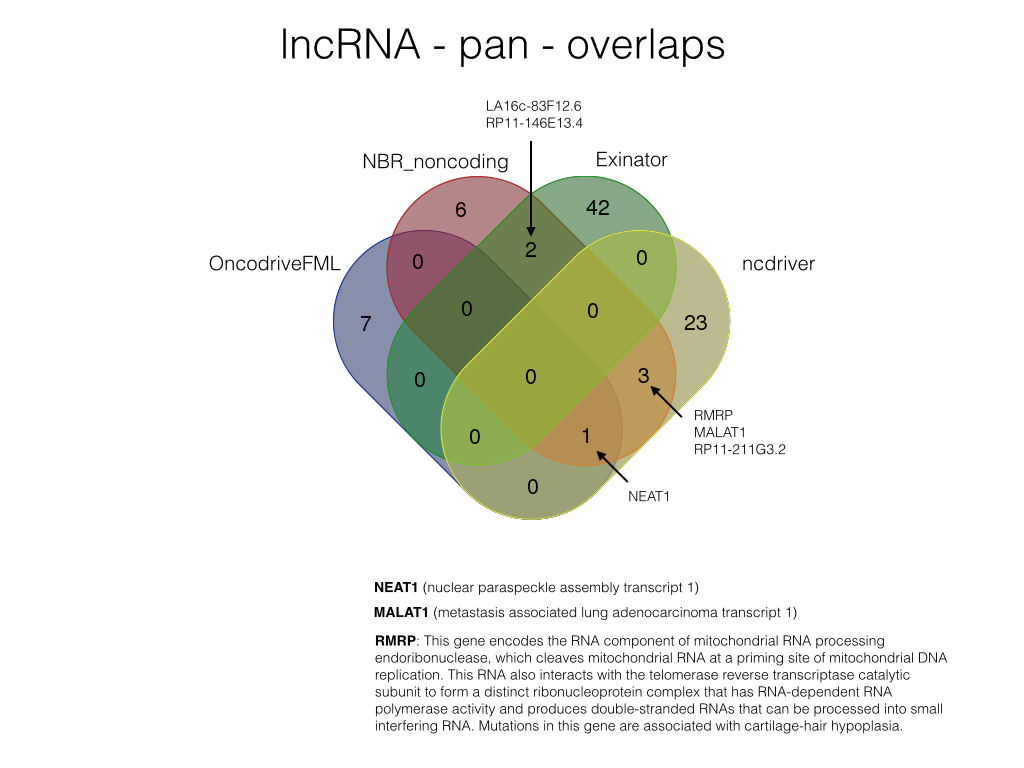 lncRNA - pan - overlaps
LA16c-83F12.6
RP11-146E13.4
NBR_noncoding
Exinator
6
42
2
OncodriveFML
0
0
ncdriver
0
0
7
23
0
0
3
RMRP
MALAT1
RP11-211G3.2
0
1
0
NEAT1
NEAT1 (nuclear paraspeckle assembly transcript 1)
MALAT1 (metastasis associated lung adenocarcinoma transcript 1)
RMRP: This gene encodes the RNA component of mitochondrial RNA processing
endoribonuclease, which cleaves mitochondrial RNA at a priming site of mitochondrial DNA
replication. This RNA also interacts with the telomerase reverse transcriptase catalytic
subunit to form a distinct ribonucleoprotein complex that has RNA-dependent RNA
polymerase activity and produces double-stranded RNAs that can be processed into small
interfering RNA. Mutations in this gene are associated with cartilage-hair hypoplasia.